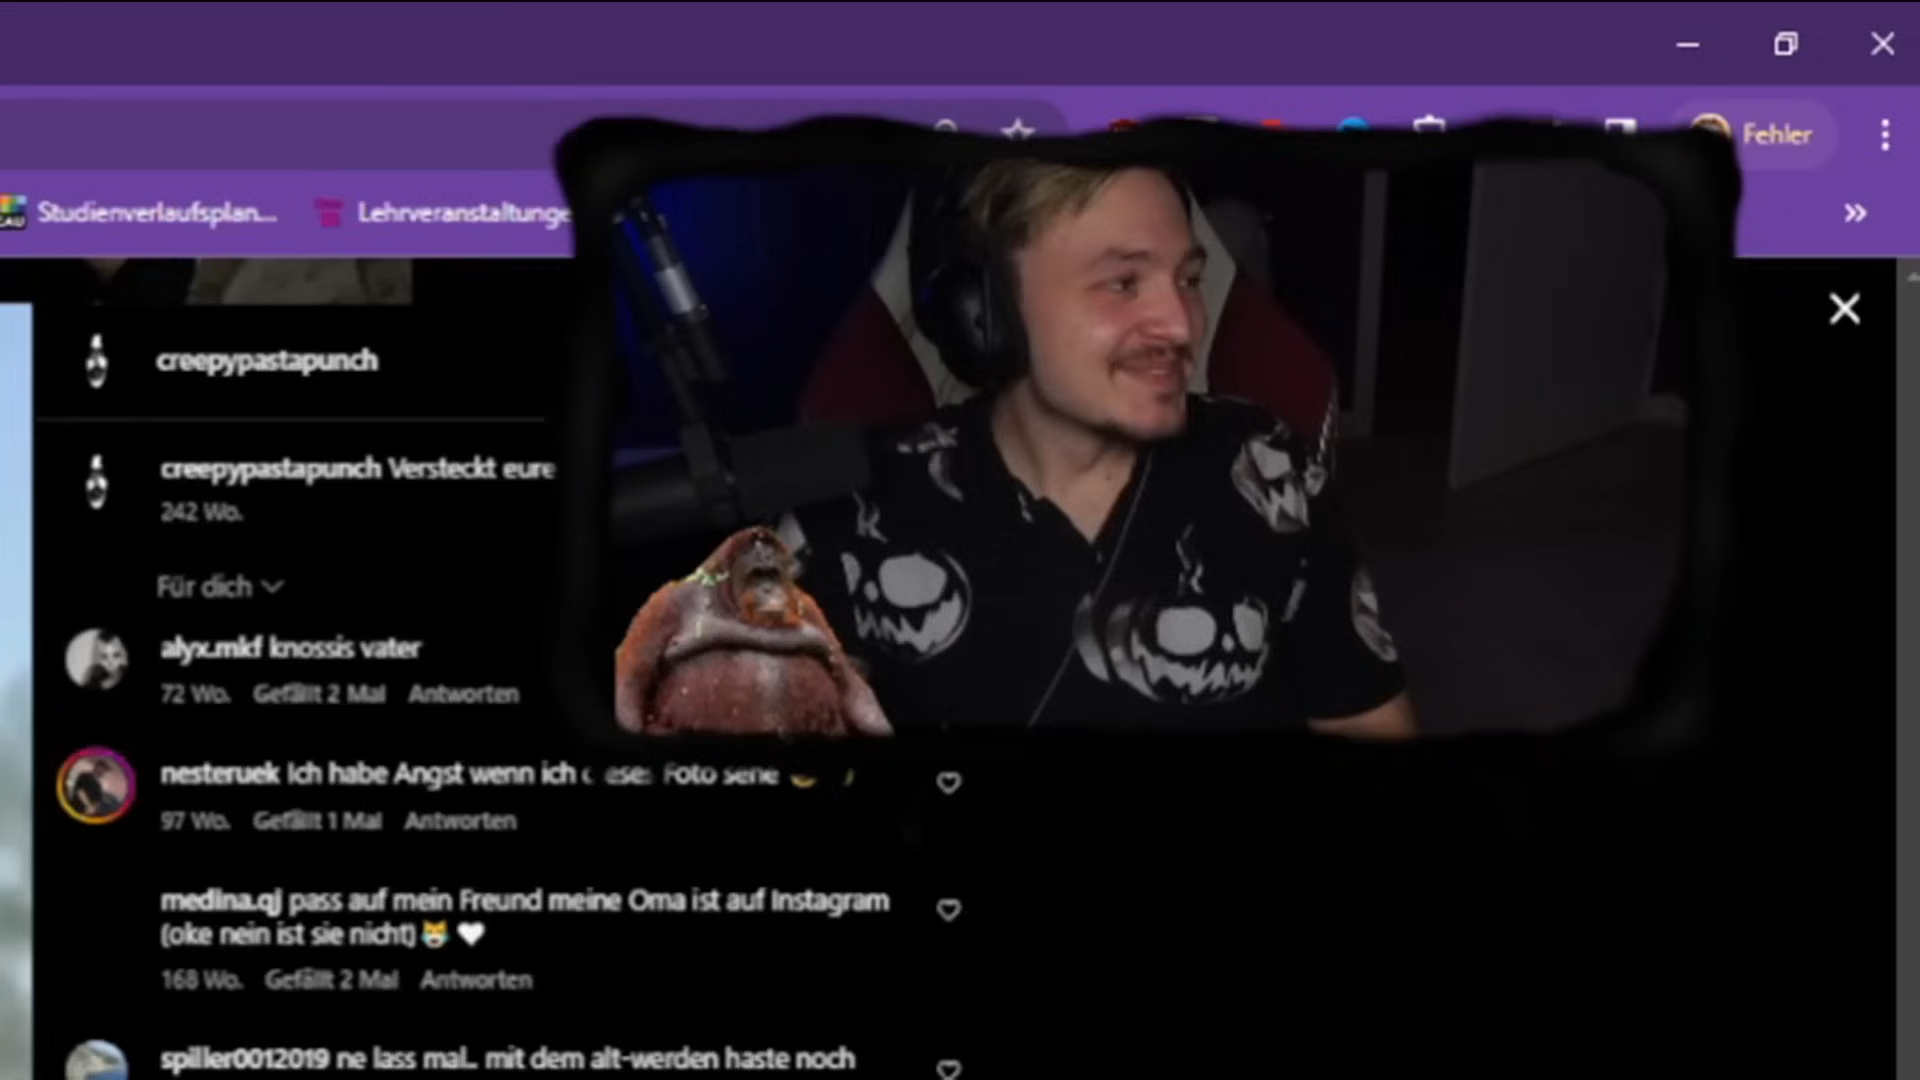 Fehler
Studienverlaufsplan...
Lehrveranstaltunge
creepypastapunch
creepypastapunch Versteckt eure
242 Wo.
Für dich
alyx.mkf knossis vater
72 Wo. Gefällt 2 Mal Antworten
nesteruek Ich habe Angst wenn ich Foto sehe
97 Wo. Gefällt 1 Mal Antworten
medina.qj pass auf mein Freund meine Oma ist auf Instagram
(oke nein ist sie nicht) 😹 🤍
168 Wo. Gefällt 2 Mal Antworten
spiller0012019 ne lass mal.. mit dem alt-werden haste noch